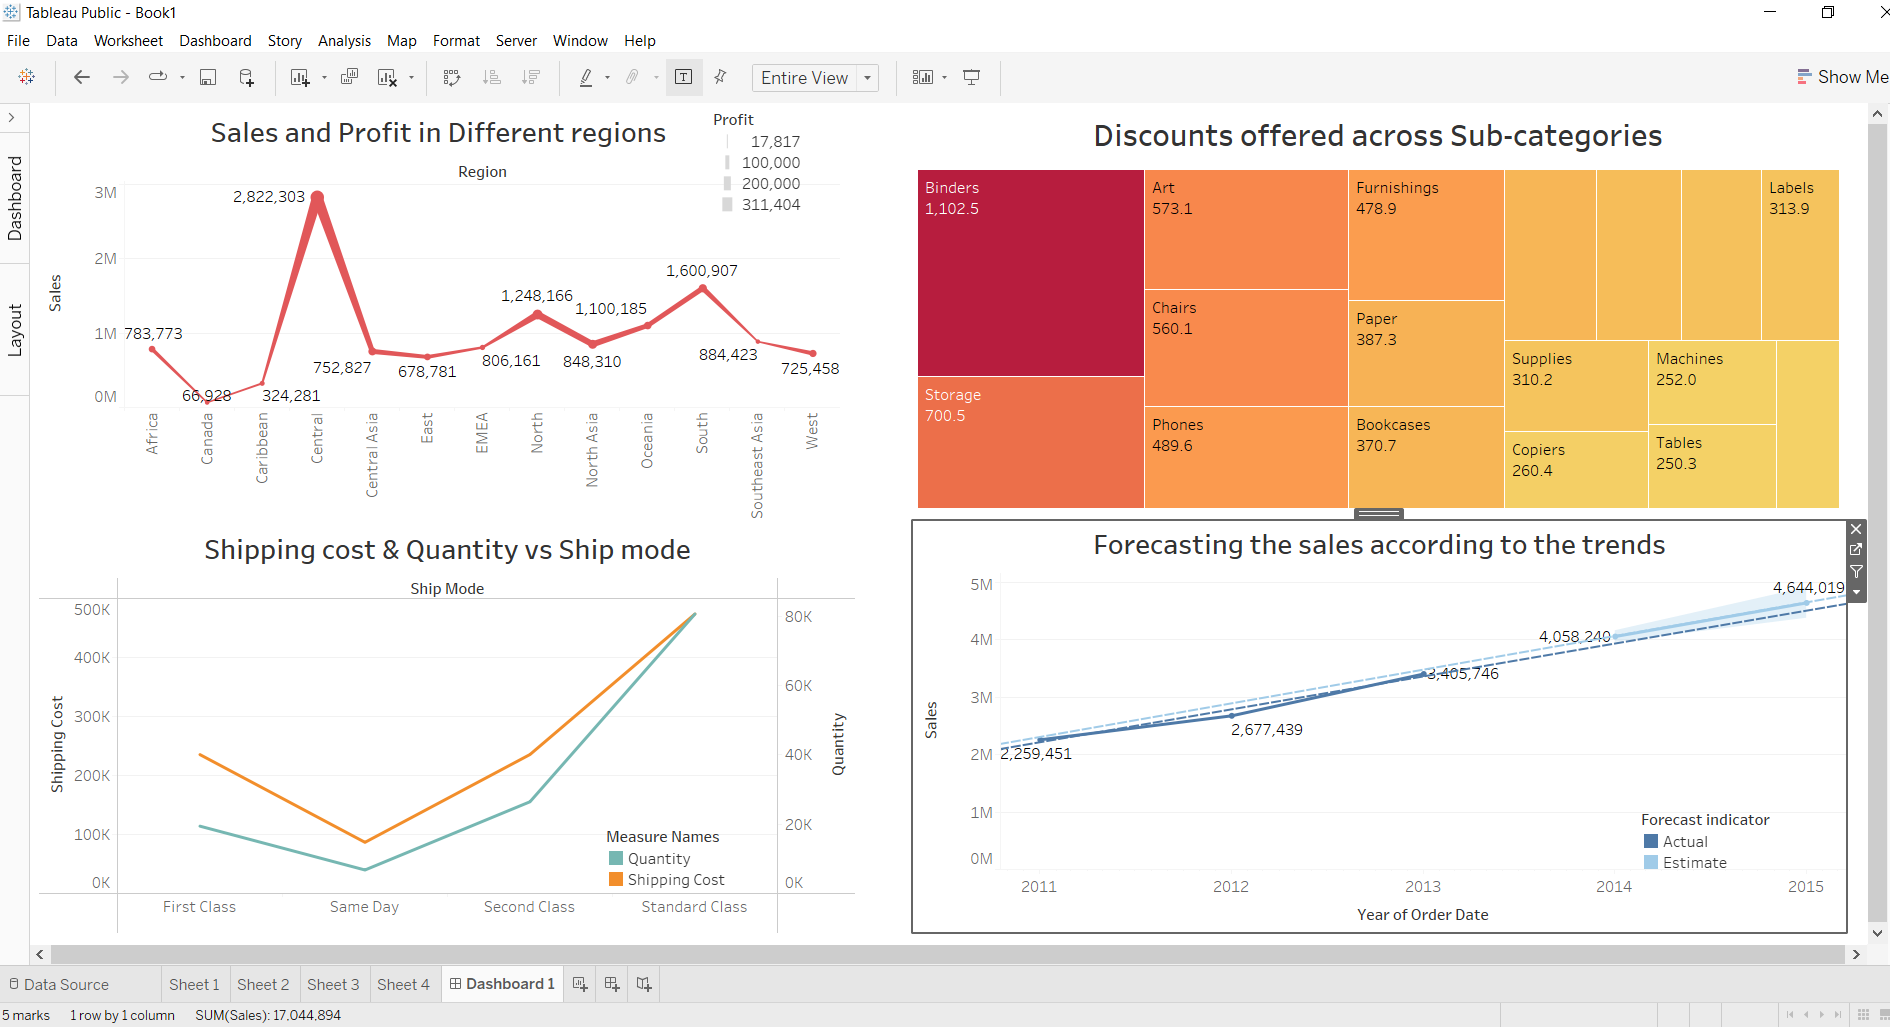 Tableau Public - Book1
File Data Worksheet Dashboard Story Analysis Map Format Server Window Help
Entire View
Show Me
Dashboard
Layout
Sales and Profit in Different regions
Profit
17,817
100,000
200,000
311,404
Region
Sales
3M
2M
1M
0M
783,773
66,928
324,281
2,822,303
752,827
678,781
806,161
1,248,166
848,310
1,100,185
1,600,907
884,423
725,458
Africa
Canada
Caribbean
Central
Central Asia
East
EMEA
North
North Asia
Oceania
South
Southeast Asia
West
Discounts offered across Sub-categories
Binders
1,102.5
Storage
700.5
Art
573.1
Chairs
560.1
Phones
489.6
Furnishings
478.9
Paper
387.3
Bookcases
370.7
Labels
313.9
Supplies
310.2
Copiers
260.4
Machines
252.0
Tables
250.3
Shipping cost & Quantity vs Ship mode
Ship Mode
Shipping Cost
500K
400K
300K
200K
100K
0K
Quantity
80K
60K
40K
20K
0K
Measure Names
Quantity
Shipping Cost
First Class
Same Day
Second Class
Standard Class
Forecasting the sales according to the trends
Sales
5M
4M
3M
2M
1M
0M
2,259,451
2,677,439
3,405,746
4,058,240
4,644,019
Forecast indicator
Actual
Estimate
2011
2012
2013
2014
2015
Year of Order Date
Data Source Sheet 1 Sheet 2 Sheet 3 Sheet 4 Dashboard 1
5 marks 1 row by 1 column SUM(Sales): 17,044,894